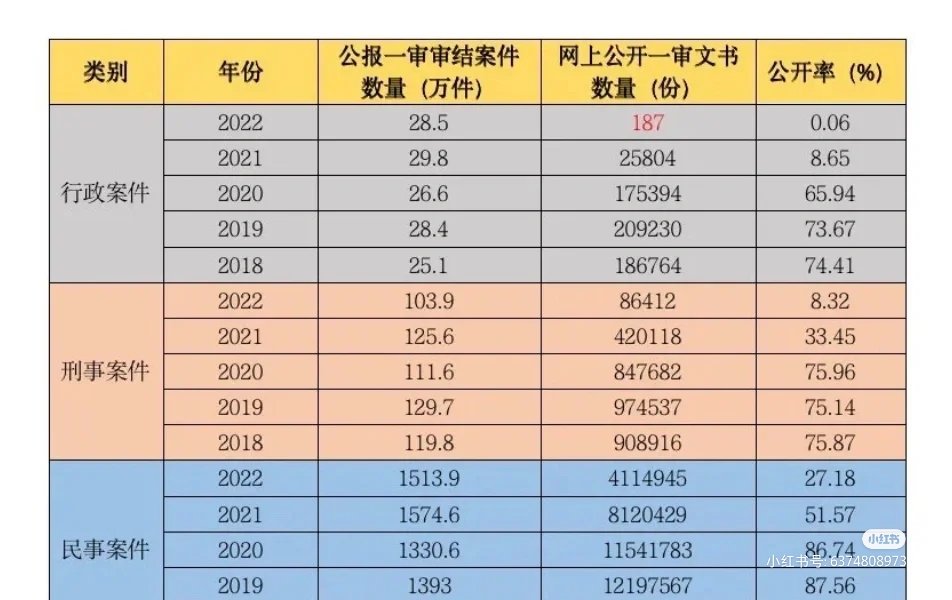 类别 年份 公报一审审结案件数量（万件） 网上公开一审文书数量（份） 公开率（%）
行政案件 2022 28.5 187 0.06
2021 29.8 25804 8.65
2020 26.6 175394 65.94
2019 28.4 209230 73.67
2018 25.1 186764 74.41
刑事案件 2022 103.9 86412 8.32
2021 125.6 420118 33.45
2020 111.6 847682 75.96
2019 129.7 974537 75.14
2018 119.8 908916 75.87
民事案件 2022 1513.9 4114945 27.18
2021 1574.6 8120429 51.57
2020 1330.6 11541783 86.74
2019 1393 12197567 87.56
小红书
小红书号: 6374808973